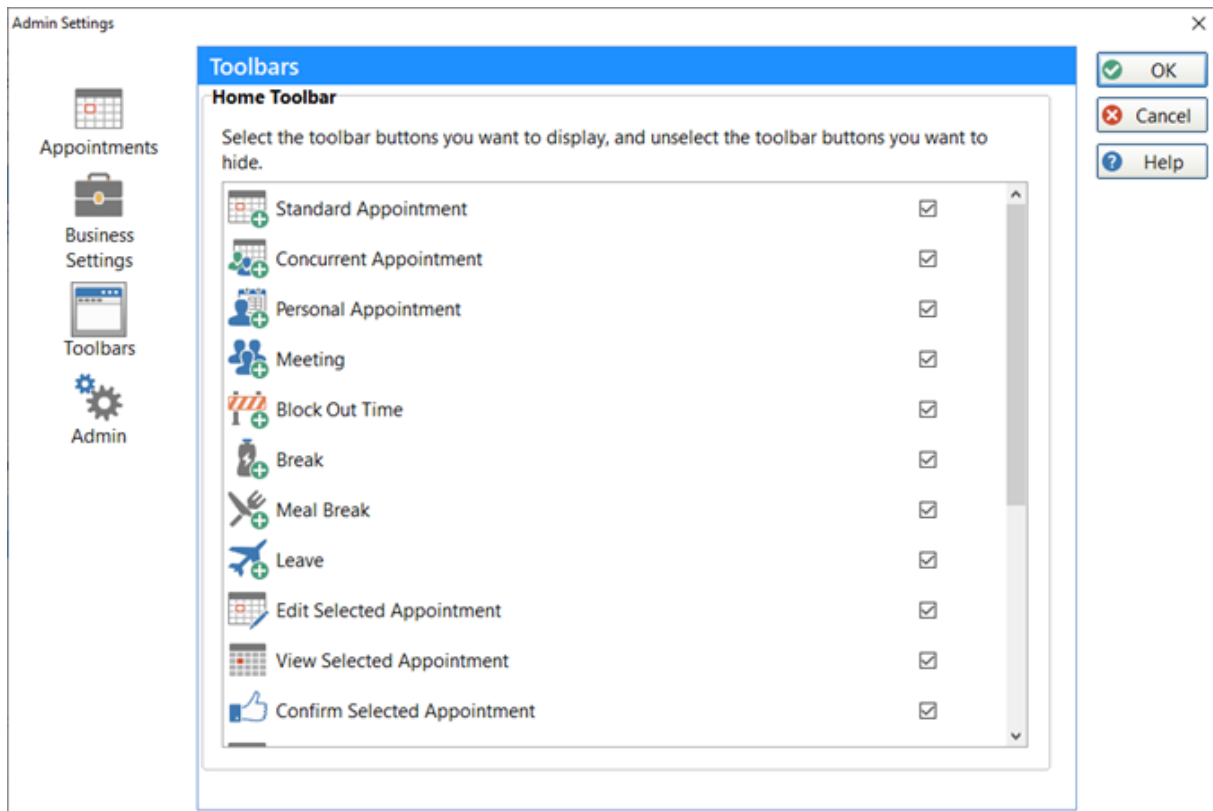 Admin Settings
Appointments
Business
Settings
Toolbars
Admin
Toolbars
Home Toolbar
Select the toolbar buttons you want to display, and unselect the toolbar buttons you want to
hide.
Standard Appointment
Concurrent Appointment
Personal Appointment
Meeting
Block Out Time
Break
Meal Break
Leave
Edit Selected Appointment
View Selected Appointment
Confirm Selected Appointment
OK
Cancel
Help